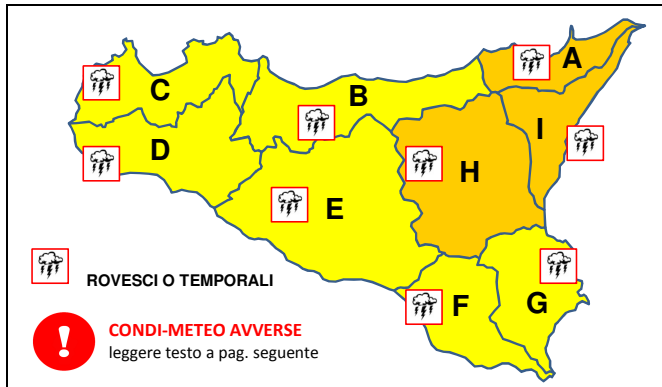 A
C
B
I
D
H
E
F
G
ROVESCI O TEMPORALI
CONDI-METEO AVVERSE
leggere testo a pag. seguente